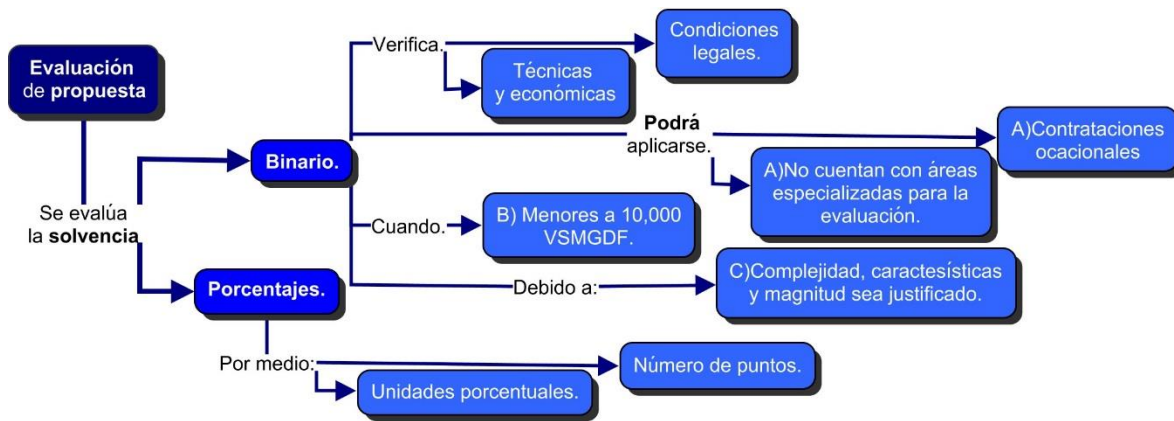 Evaluación
de propuesta
Se evalúa
la solvencia
Binario.
Verifica.
Condiciones
legales.
Técnicas
y económicas
Podrá
aplicarse.
A)Contrataciones
ocacionales
A)No cuentan con áreas
especializadas para la
evaluación.
Cuando.
B) Menores a 10,000
VSMGDF.
Debido a:
C)Complejidad, caractesísticas
y magnitud sea justificado.
Porcentajes.
Por medio:
Número de puntos.
Unidades porcentuales.